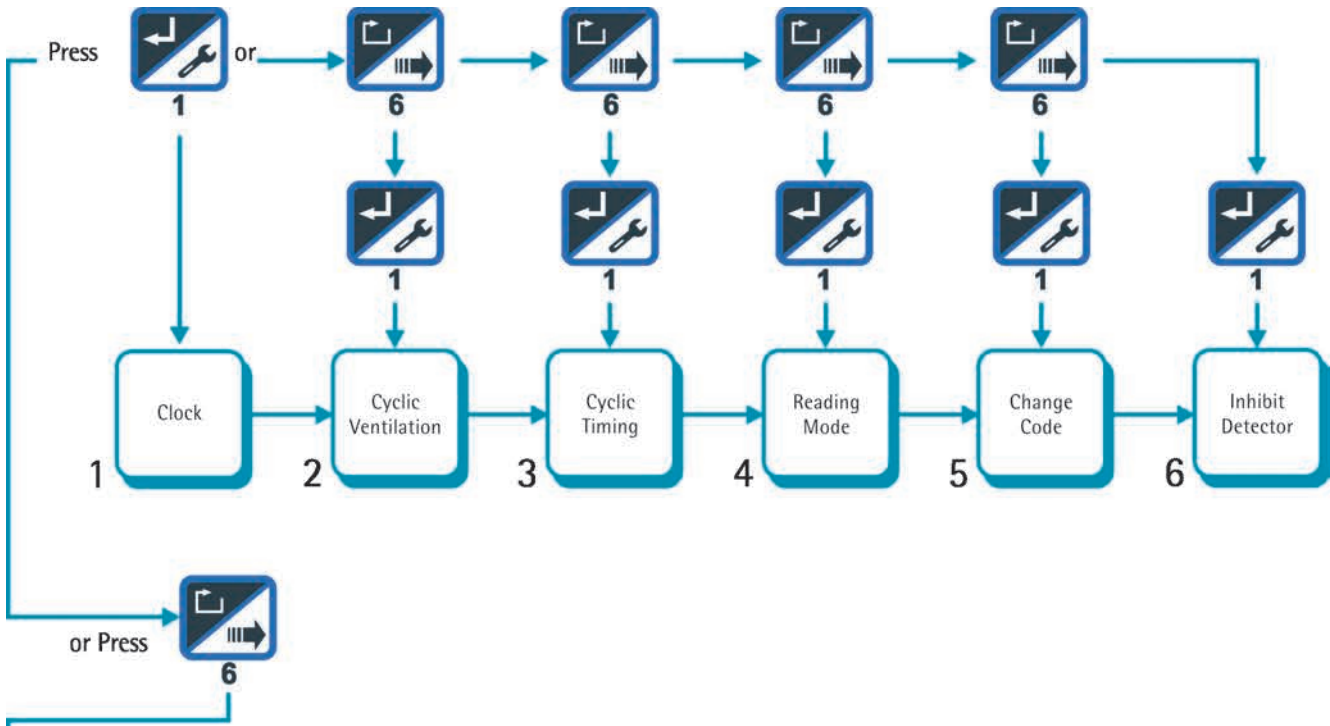 Press
or
1
6
6
6
6
1
1
1
1
1
Clock
Cyclic
Ventilation
Cyclic
Timing
Reading
Mode
Change
Code
Inhibit
Detector
1
2
3
4
5
6
or Press
6